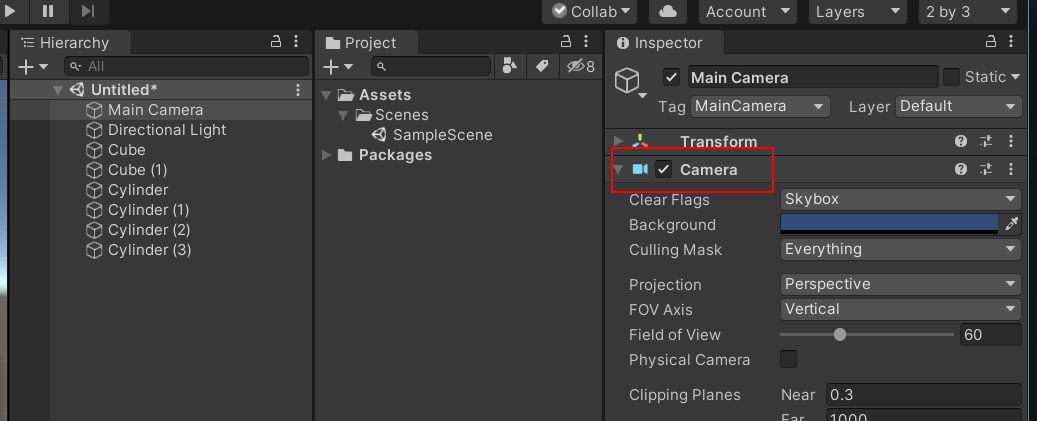 Collab Account Layers 2 by 3
Hierarchy
All
Untitled*
Main Camera
Directional Light
Cube
Cube (1)
Cylinder
Cylinder (1)
Cylinder (2)
Cylinder (3)
Project
8
Assets
Scenes
SampleScene
Packages
Inspector
Main Camera Static
Tag MainCamera Layer Default
Transform
Camera
Clear Flags Skybox
Background
Culling Mask Everything
Projection Perspective
FOV Axis Vertical
Field of View 60
Physical Camera
Clipping Planes Near 0.3
Far 1000